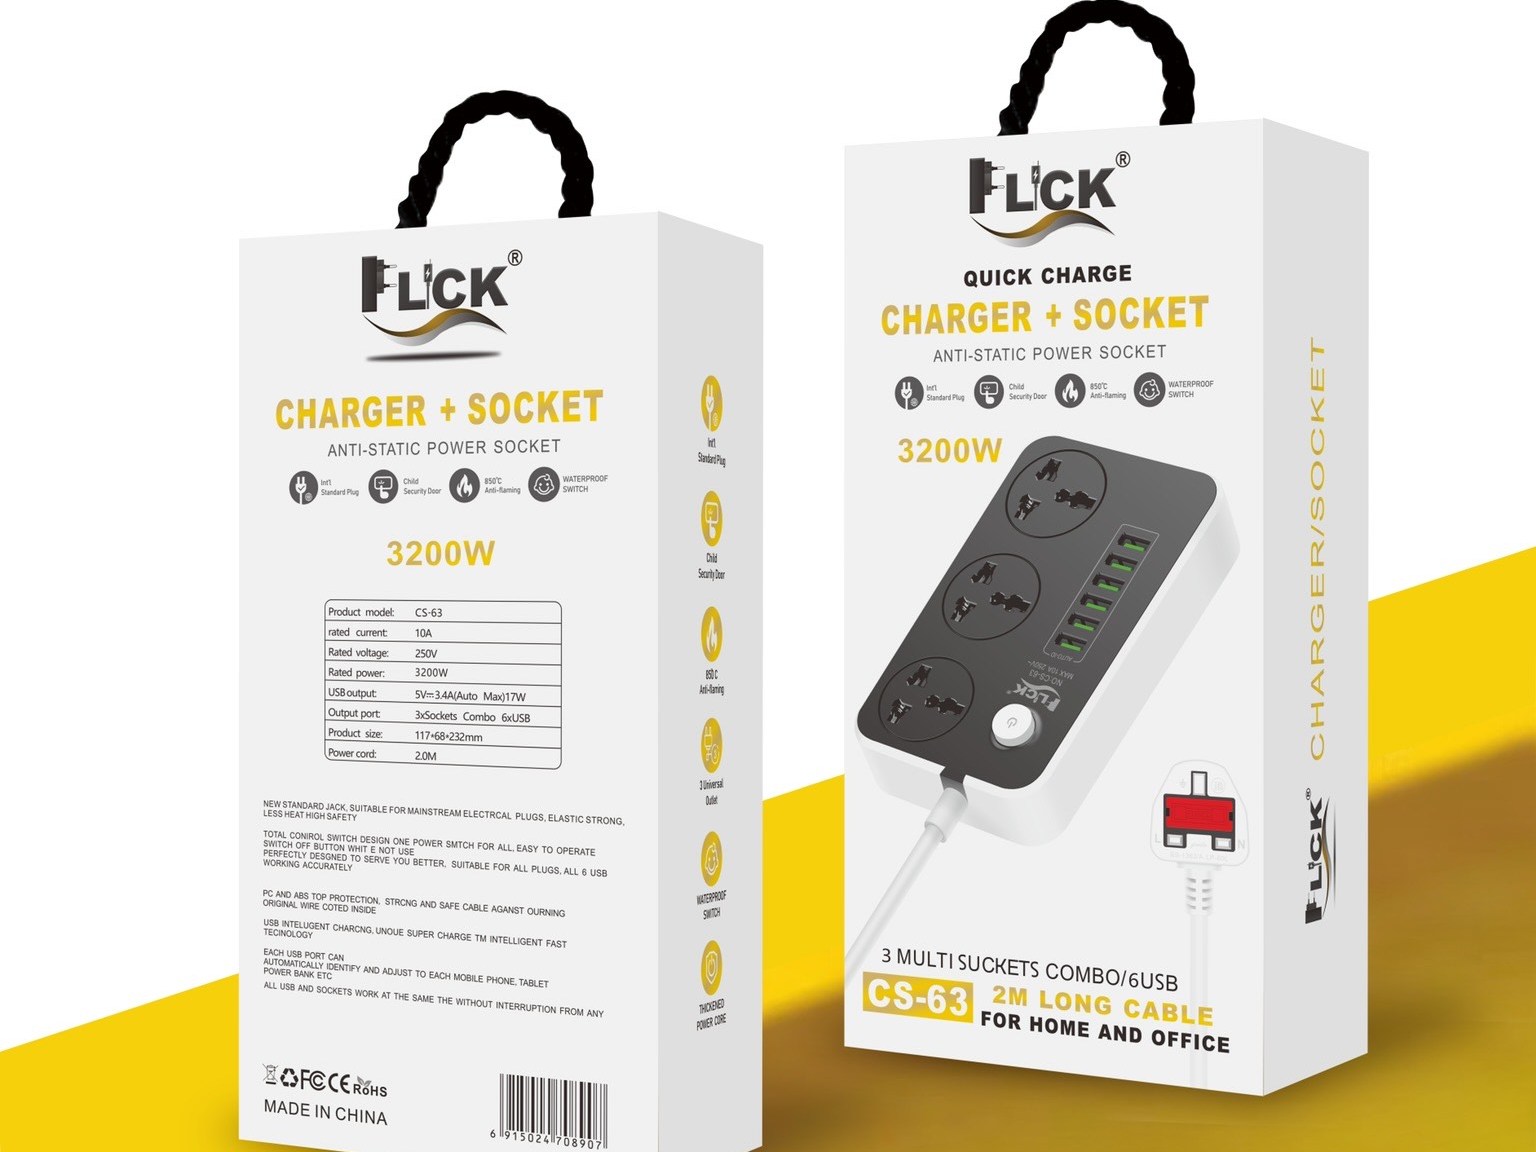 FLICK®
CHARGER + SOCKET
ANTI-STATIC POWER SOCKET
Int'l
Standard Plug
Child
Security Door
850°C
Anti-flaming
WATERPROOF
SWITCH
3200W
Product model: CS-63
rated current: 10A
Rated voltage: 250V
Rated power: 3200W
USB output: 5V⎓3.4A(Auto Max)17W
Output port: 3xSockets Combo 6xUSB
Product size: 117*68*232mm
Power cord: 2.0M
NEW STANDARD JACK, SUITABLE FOR MAINSTREAM ELECTRCAL PLUGS, ELASTIC STRONG,
LESS HEAT HIGH SAFETY
TOTAL CONIROL SWITCH DESIGN ONE POWER SMTCH FOR ALL, EASY TO OPERATE
SWITCH OFF BUTTON WHIT E NOT USE
PERFECTLY DESGNED TO SERVE YOU BETTER, SUITABLE FOR ALL PLUGS, ALL 6 USB
WORKING ACCURATELY
PC AND ABS TOP PROTECTION. STRCNG AND SAFE CABLE AGANST OURNING
ORIGINAL WIRE COTED INSIDE
USB INTELUGENT CHARCNG. UNOUE SUPER CHARGE TM INTELLIGENT FAST
TECINOLOGY
EACH USB PORT CAN
AUTOMATICALLY IDENTIFY AND ADJUST TO EACH MOBILE PHONE, TABLET
POWER BANK ETC
ALL USB AND SOCKETS WORK AT THE SAME THE WITHOUT INTERRUPTION FROM ANY
FC CE RoHS
MADE IN CHINA
6 915024 708907
Int'l
Standard Plug
Child
Security Door
850 C
Anti-flaming
3 Universal
Outlet
WATERPROOF
SWITCH
THICKENED
POWER CORE
FLICK®
QUICK CHARGE
CHARGER + SOCKET
ANTI-STATIC POWER SOCKET
Int'l
Standard Plug
Child
Security Door
850°C
Anti-flaming
WATERPROOF
SWITCH
3200W
AUTO-ID
MAX 10A 250V~
NO CS-63
FLICK®
L
N
3 MULTI SUCKETS COMBO/6USB
CS-63
2M LONG CABLE
FOR HOME AND OFFICE
CHARGER/SOCKET
FLICK®